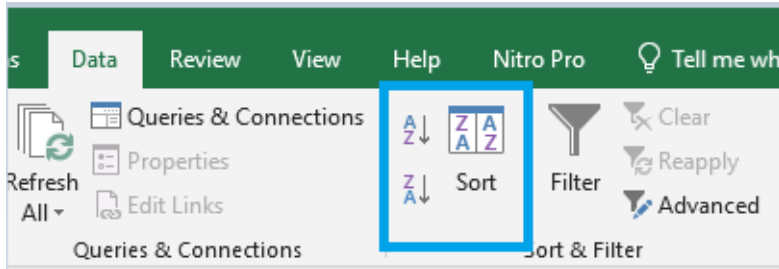 s Data Review View Help Nitro Pro Tell me wh
Queries & Connections
Properties
Edit Links
Refresh
All
A
Z
Z
A
Z A
A Z
Sort
Filter
Clear
Reapply
Advanced
Queries & Connections
Sort & Filter